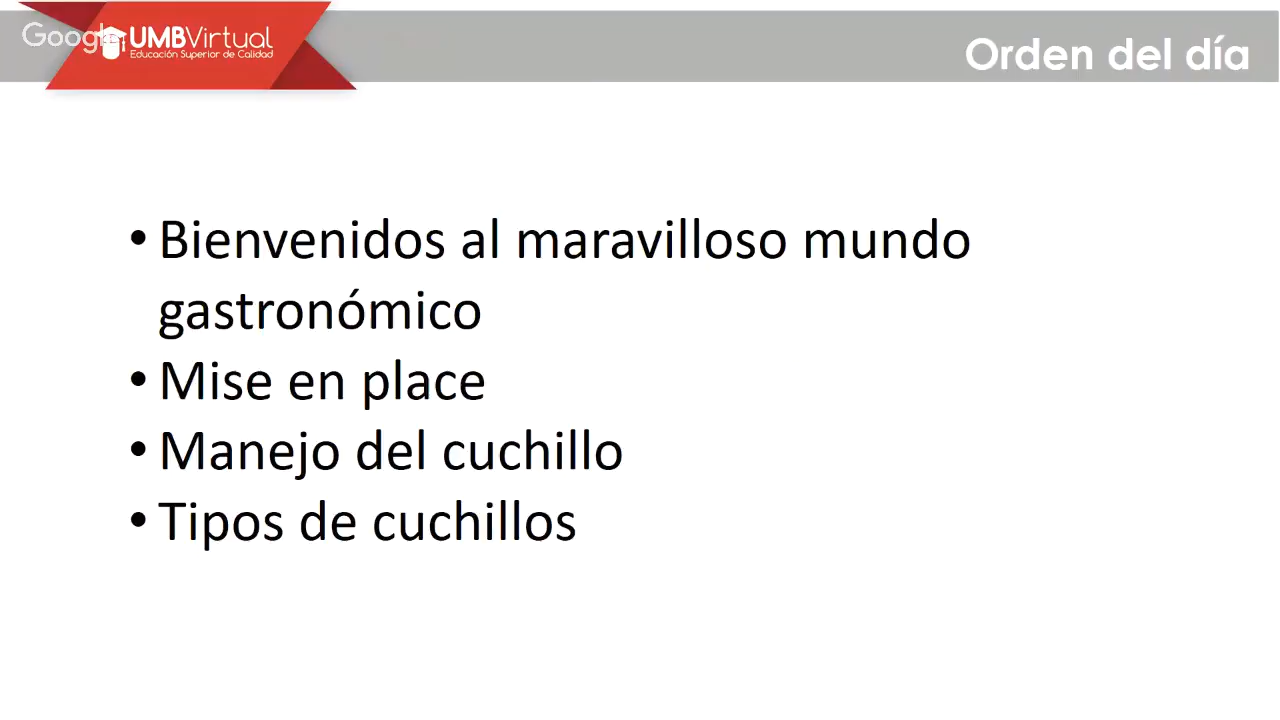 Google
UMBVirtual
Educación Superior de Calidad
Orden del día
• Bienvenidos al maravilloso mundo
gastronómico
• Mise en place
• Manejo del cuchillo
• Tipos de cuchillos